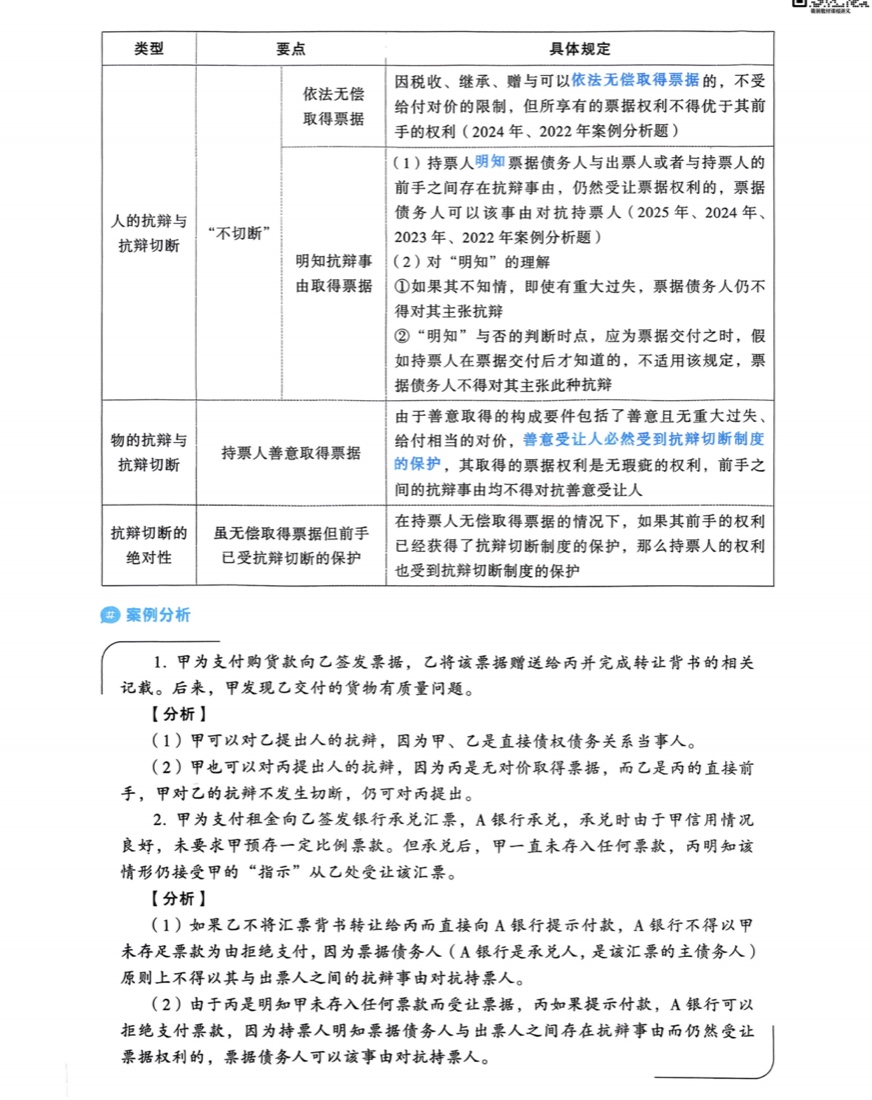 类型 要点 具体规定
人的抗辩与
抗辩切断
“不切断”
依法无偿
取得票据
因税收、继承、赠与可以依法无偿取得票据的，不受
给付对价的限制，但所享有的票据权利不得优于其前
手的权利（2024 年、2022 年案例分析题）
明知抗辩事
由取得票据
（1）持票人明知票据债务人与出票人或者与持票人的
前手之间存在抗辩事由，仍然受让票据权利的，票据
债务人可以该事由对抗持票人（2025 年、2024 年、
2023 年、2022 年案例分析题）
（2）对“明知”的理解
①如果其不知情，即使有重大过失，票据债务人仍不
得对其主张抗辩
②“明知”与否的判断时点，应为票据交付之时，假
如持票人在票据交付后才知道的，不适用该规定，票
据债务人不得对其主张此种抗辩
物的抗辩与
抗辩切断
持票人善意取得票据
由于善意取得的构成要件包括了善意且无重大过失、
给付相当的对价，善意受让人必然受到抗辩切断制度
的保护，其取得的票据权利是无瑕疵的权利，前手之
间的抗辩事由均不得对抗善意受让人
抗辩切断的
绝对性
虽无偿取得票据但前手
已受抗辩切断的保护
在持票人无偿取得票据的情况下，如果其前手的权利
已经获得了抗辩切断制度的保护，那么持票人的权利
也受到抗辩切断制度的保护
案例分析
1. 甲为支付购货款向乙签发票据，乙将该票据赠送给丙并完成转让背书的相关
记载。后来，甲发现乙交付的货物有质量问题。
【分析】
（1）甲可以对乙提出人的抗辩，因为甲、乙是直接债权债务关系当事人。
（2）甲也可以对丙提出人的抗辩，因为丙是无对价取得票据，而乙是丙的直接前
手，甲对乙的抗辩不发生切断，仍可对丙提出。
2. 甲为支付租金向乙签发银行承兑汇票，A 银行承兑，承兑时由于甲信用情况
良好，未要求甲预存一定比例票款。但承兑后，甲一直未存入任何票款，丙明知该
情形仍接受甲的“指示”从乙处受让该汇票。
【分析】
（1）如果乙不将汇票背书转让给丙而直接向 A 银行提示付款，A 银行不得以甲
未存足票款为由拒绝支付，因为票据债务人（A 银行是承兑人，是该汇票的主债务人）
原则上不得以其与出票人之间的抗辩事由对抗持票人。
（2）由于丙是明知甲未存入任何票款而受让票据，丙如果提示付款，A 银行可以
拒绝支付票款，因为持票人明知票据债务人与出票人之间存在抗辩事由而仍然受让
票据权利的，票据债务人可以该事由对抗持票人。